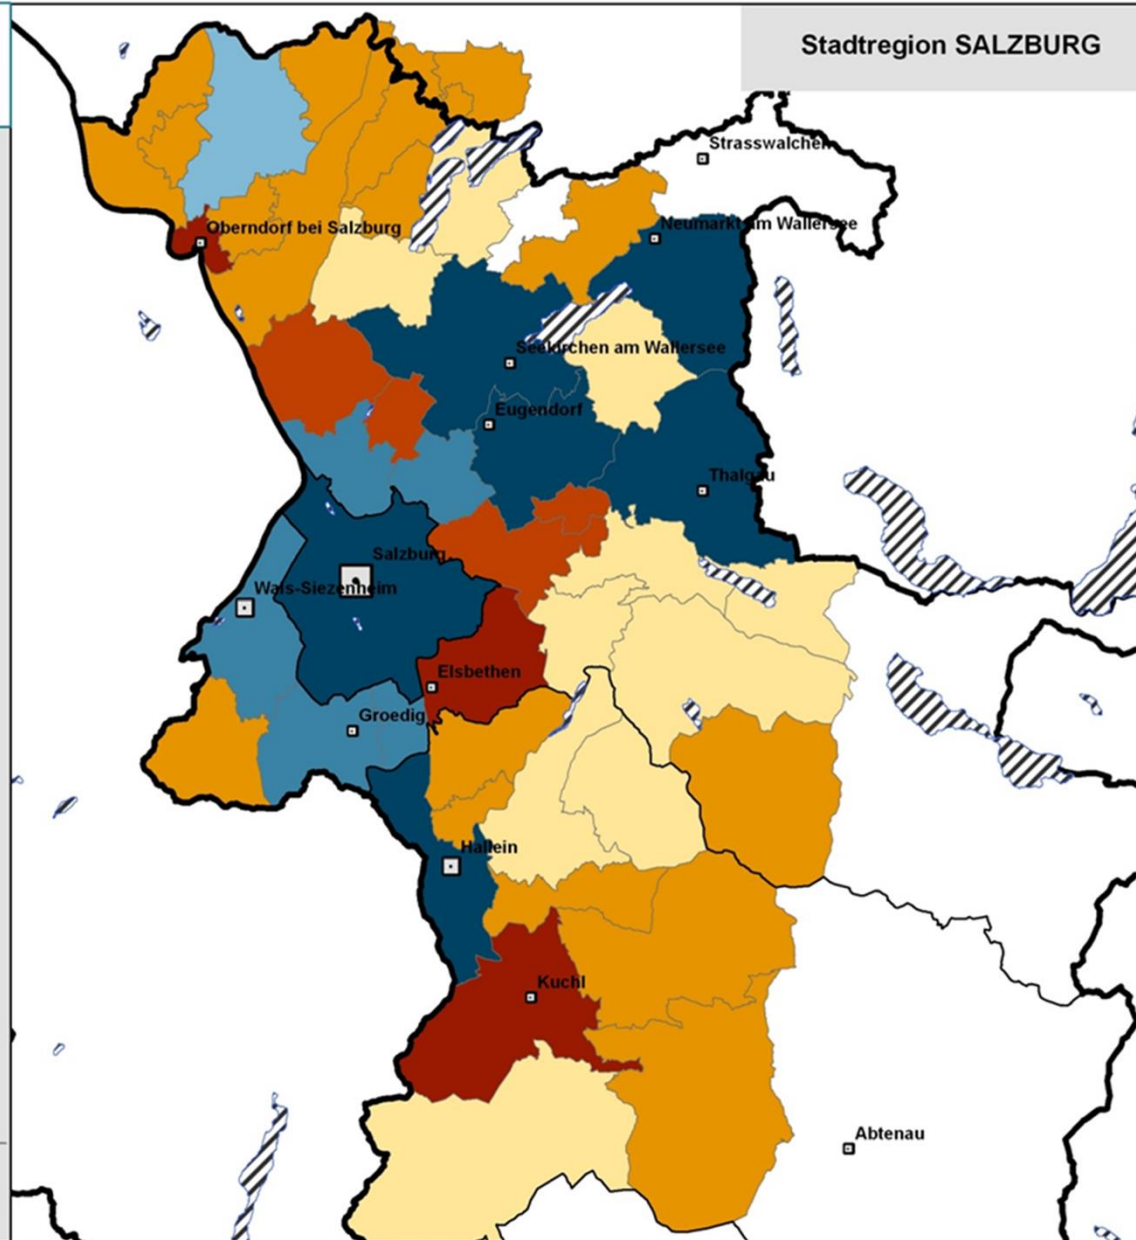 Stadtregion SALZBURG
Strasswalchen
Oberndorf bei Salzburg
Neumarkt am Wallersee
Seekirchen am Wallersee
Eugendorf
Thalgau
Salzburg
Wals-Siezenheim
Elsbethen
Groedig
Hallein
Kuchl
Abtenau